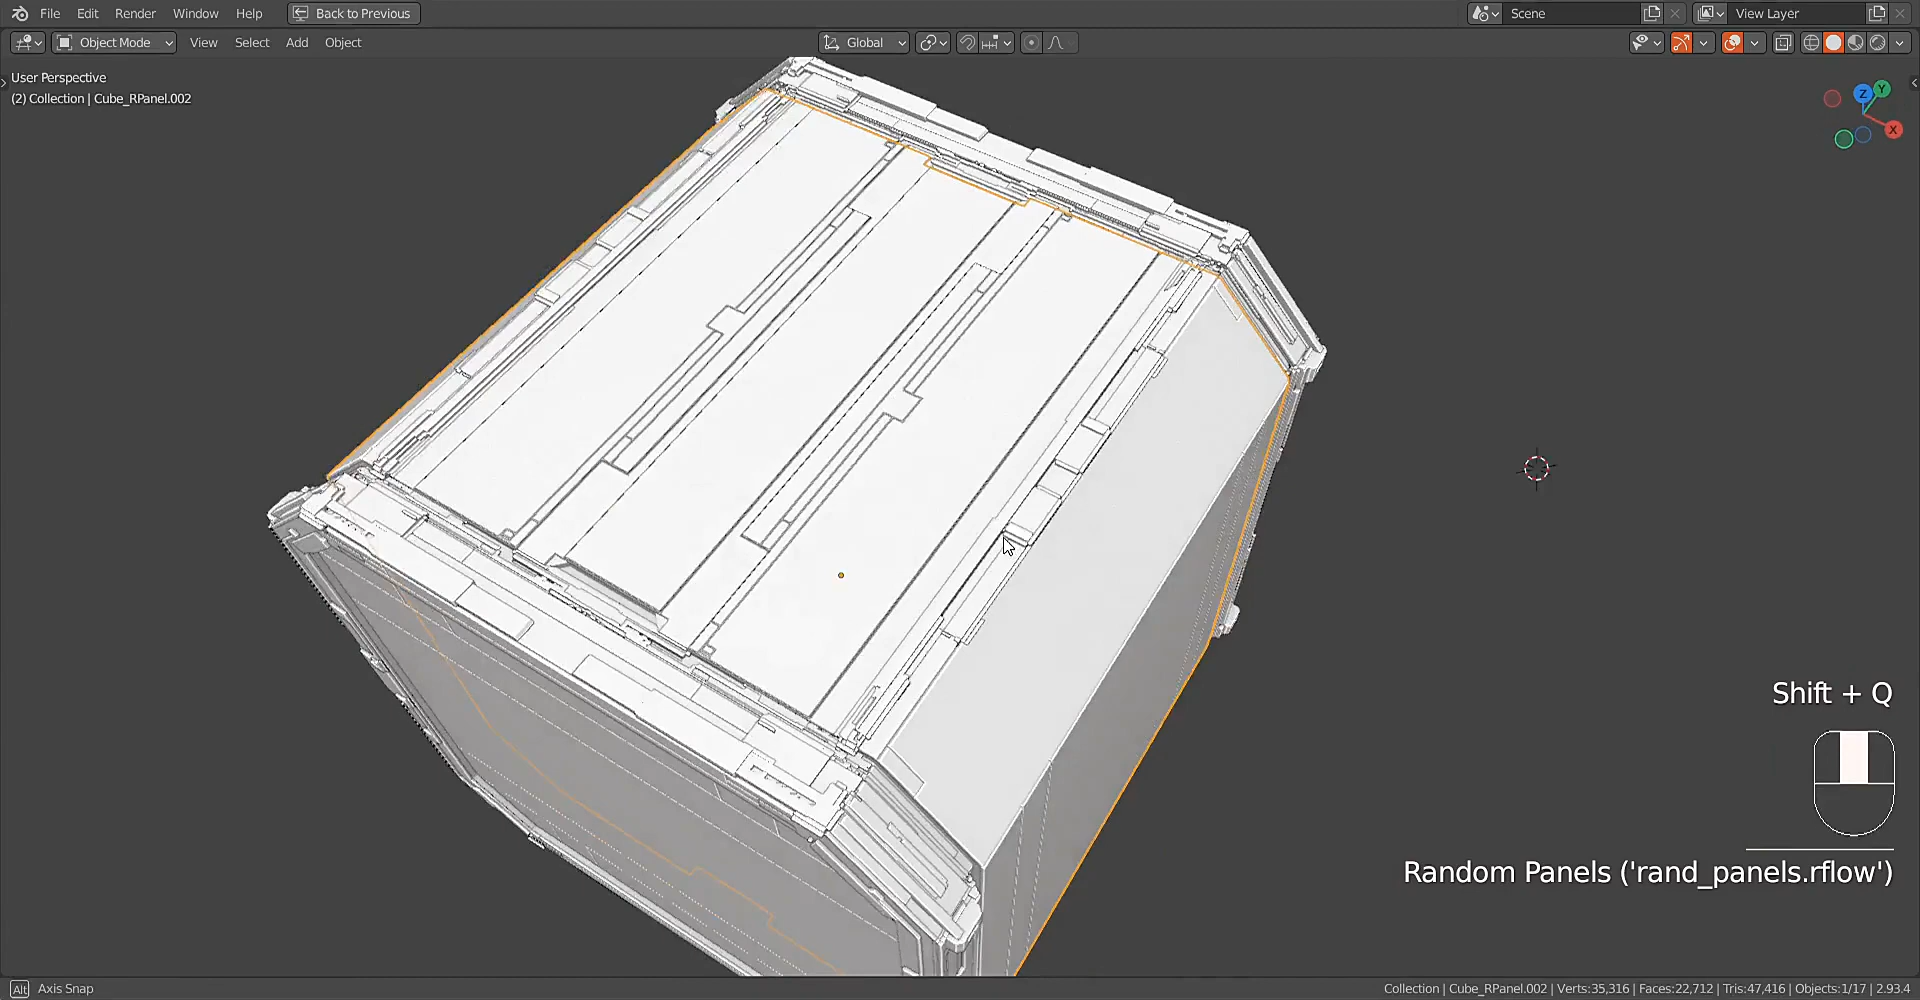 File Edit Render Window Help Back to Previous Scene View Layer
Object Mode View Select Add Object Global
User Perspective
(2) Collection | Cube_RPanel.002
Z Y
X
Shift + Q
Random Panels ('rand_panels.rflow')
Alt Axis Snap Collection | Cube_RPanel.002 | Verts:35,316 | Faces:22,712 | Tris:47,416 | Objects:1/17 | 2.93.4